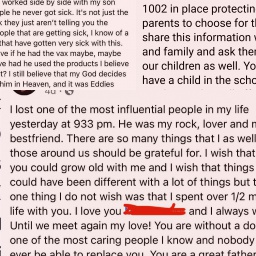 worked side by side with my son
he never got sick. It's not just the
they just aren't telling you the
ople that are getting sick, I know of a
that have gotten very sick with this.
ve if he had the vax maybe, maybe
ve had he used the products I believe
t? I still believe that my God decides
him in Heaven, and it was Eddies
1002 in place protectin
parents to choose for t
share this information w
and family and ask ther
our children as well. Yo
have a child in the scho
I lost one of the most influential people in my life
yesterday at 933 pm. He was my rock, lover and m
bestfriend. There are so many things that I as well
those around us should be grateful for. I wish that
you could grow old with me and I wish that things
could have been different with a lot of things but t
one thing I do not wish was that I spent over 1/2 m
life with you. I love you and I always w
Until we meet again my love! You are without a do
one of the most caring people I know and nobody
ever be able to replace you. You are a great father